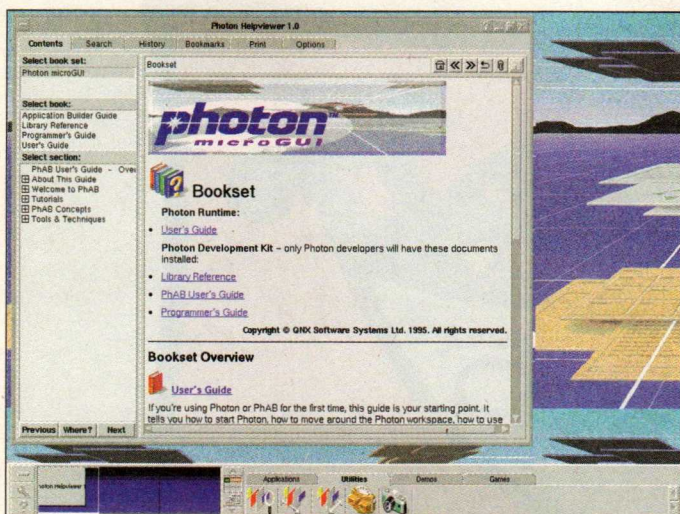 Photon Helpviewer 1.0
Contents Search History Bookmarks Print Options
Select book set:
Photon microGUI
Select book:
Application Builder Guide
Library Reference
Programmer's Guide
User's Guide
Select section:
PhAB User's Guide - Over
About This Guide
Welcome to PhAB
Tutorials
PhAB Concepts
Tools & Techniques
Previous Where? Next
Bookset
photon™
microGUI
Bookset
Photon Runtime:
• User's Guide
Photon Development Kit – only Photon developers will have these documents
installed:
• Library Reference
• PhAB User's Guide
• Programmer's Guide
Copyright © QNX Software Systems Ltd. 1995. All rights reserved.
Bookset Overview
User's Guide
If you're using Photon or PhAB for the first time, this guide is your starting point. It
tells you how to start Photon, how to move around the Photon workspace, how to use
Applications Utilities Demos Games
hoton Helpviewer 1